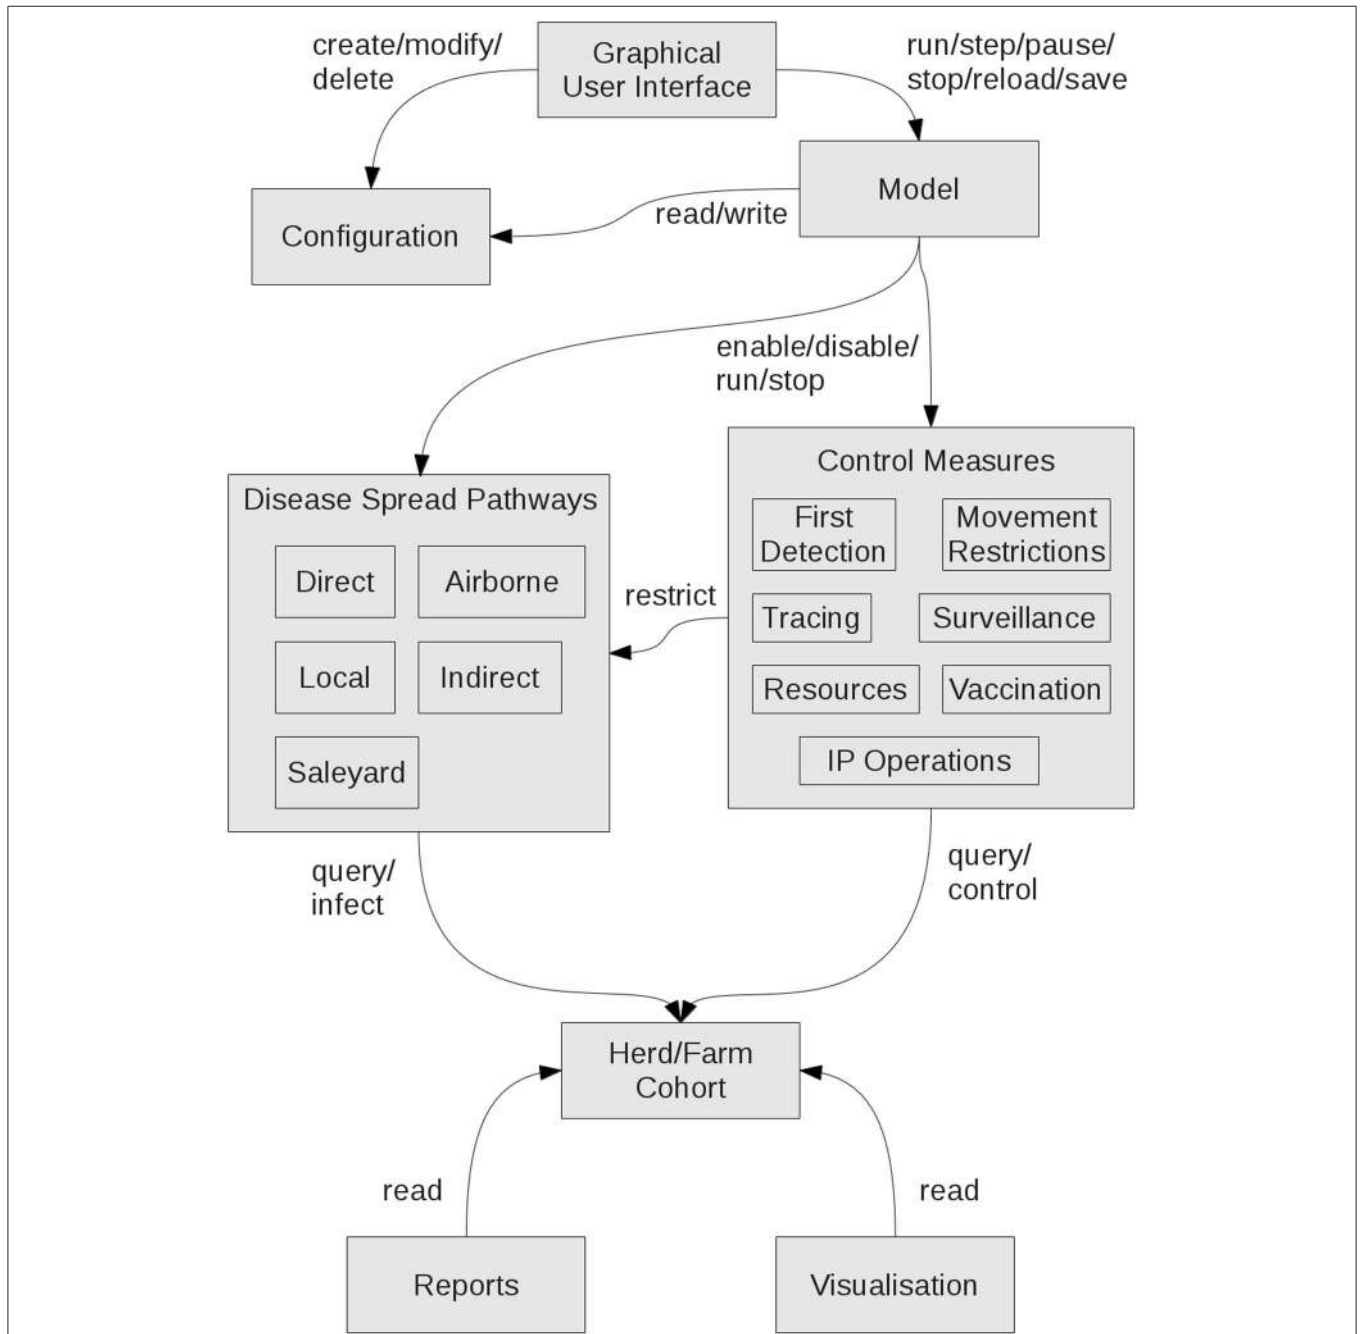 create/modify/
delete
Graphical
User Interface
run/step/pause/
stop/reload/save
Model
read/write
Configuration
enable/disable/
run/stop
Control Measures
First
Detection
Movement
Restrictions
Tracing
Surveillance
Resources
Vaccination
IP Operations
restrict
Disease Spread Pathways
Direct
Airborne
Local
Indirect
Saleyard
query/
infect
query/
control
Herd/Farm
Cohort
read
read
Reports
Visualisation